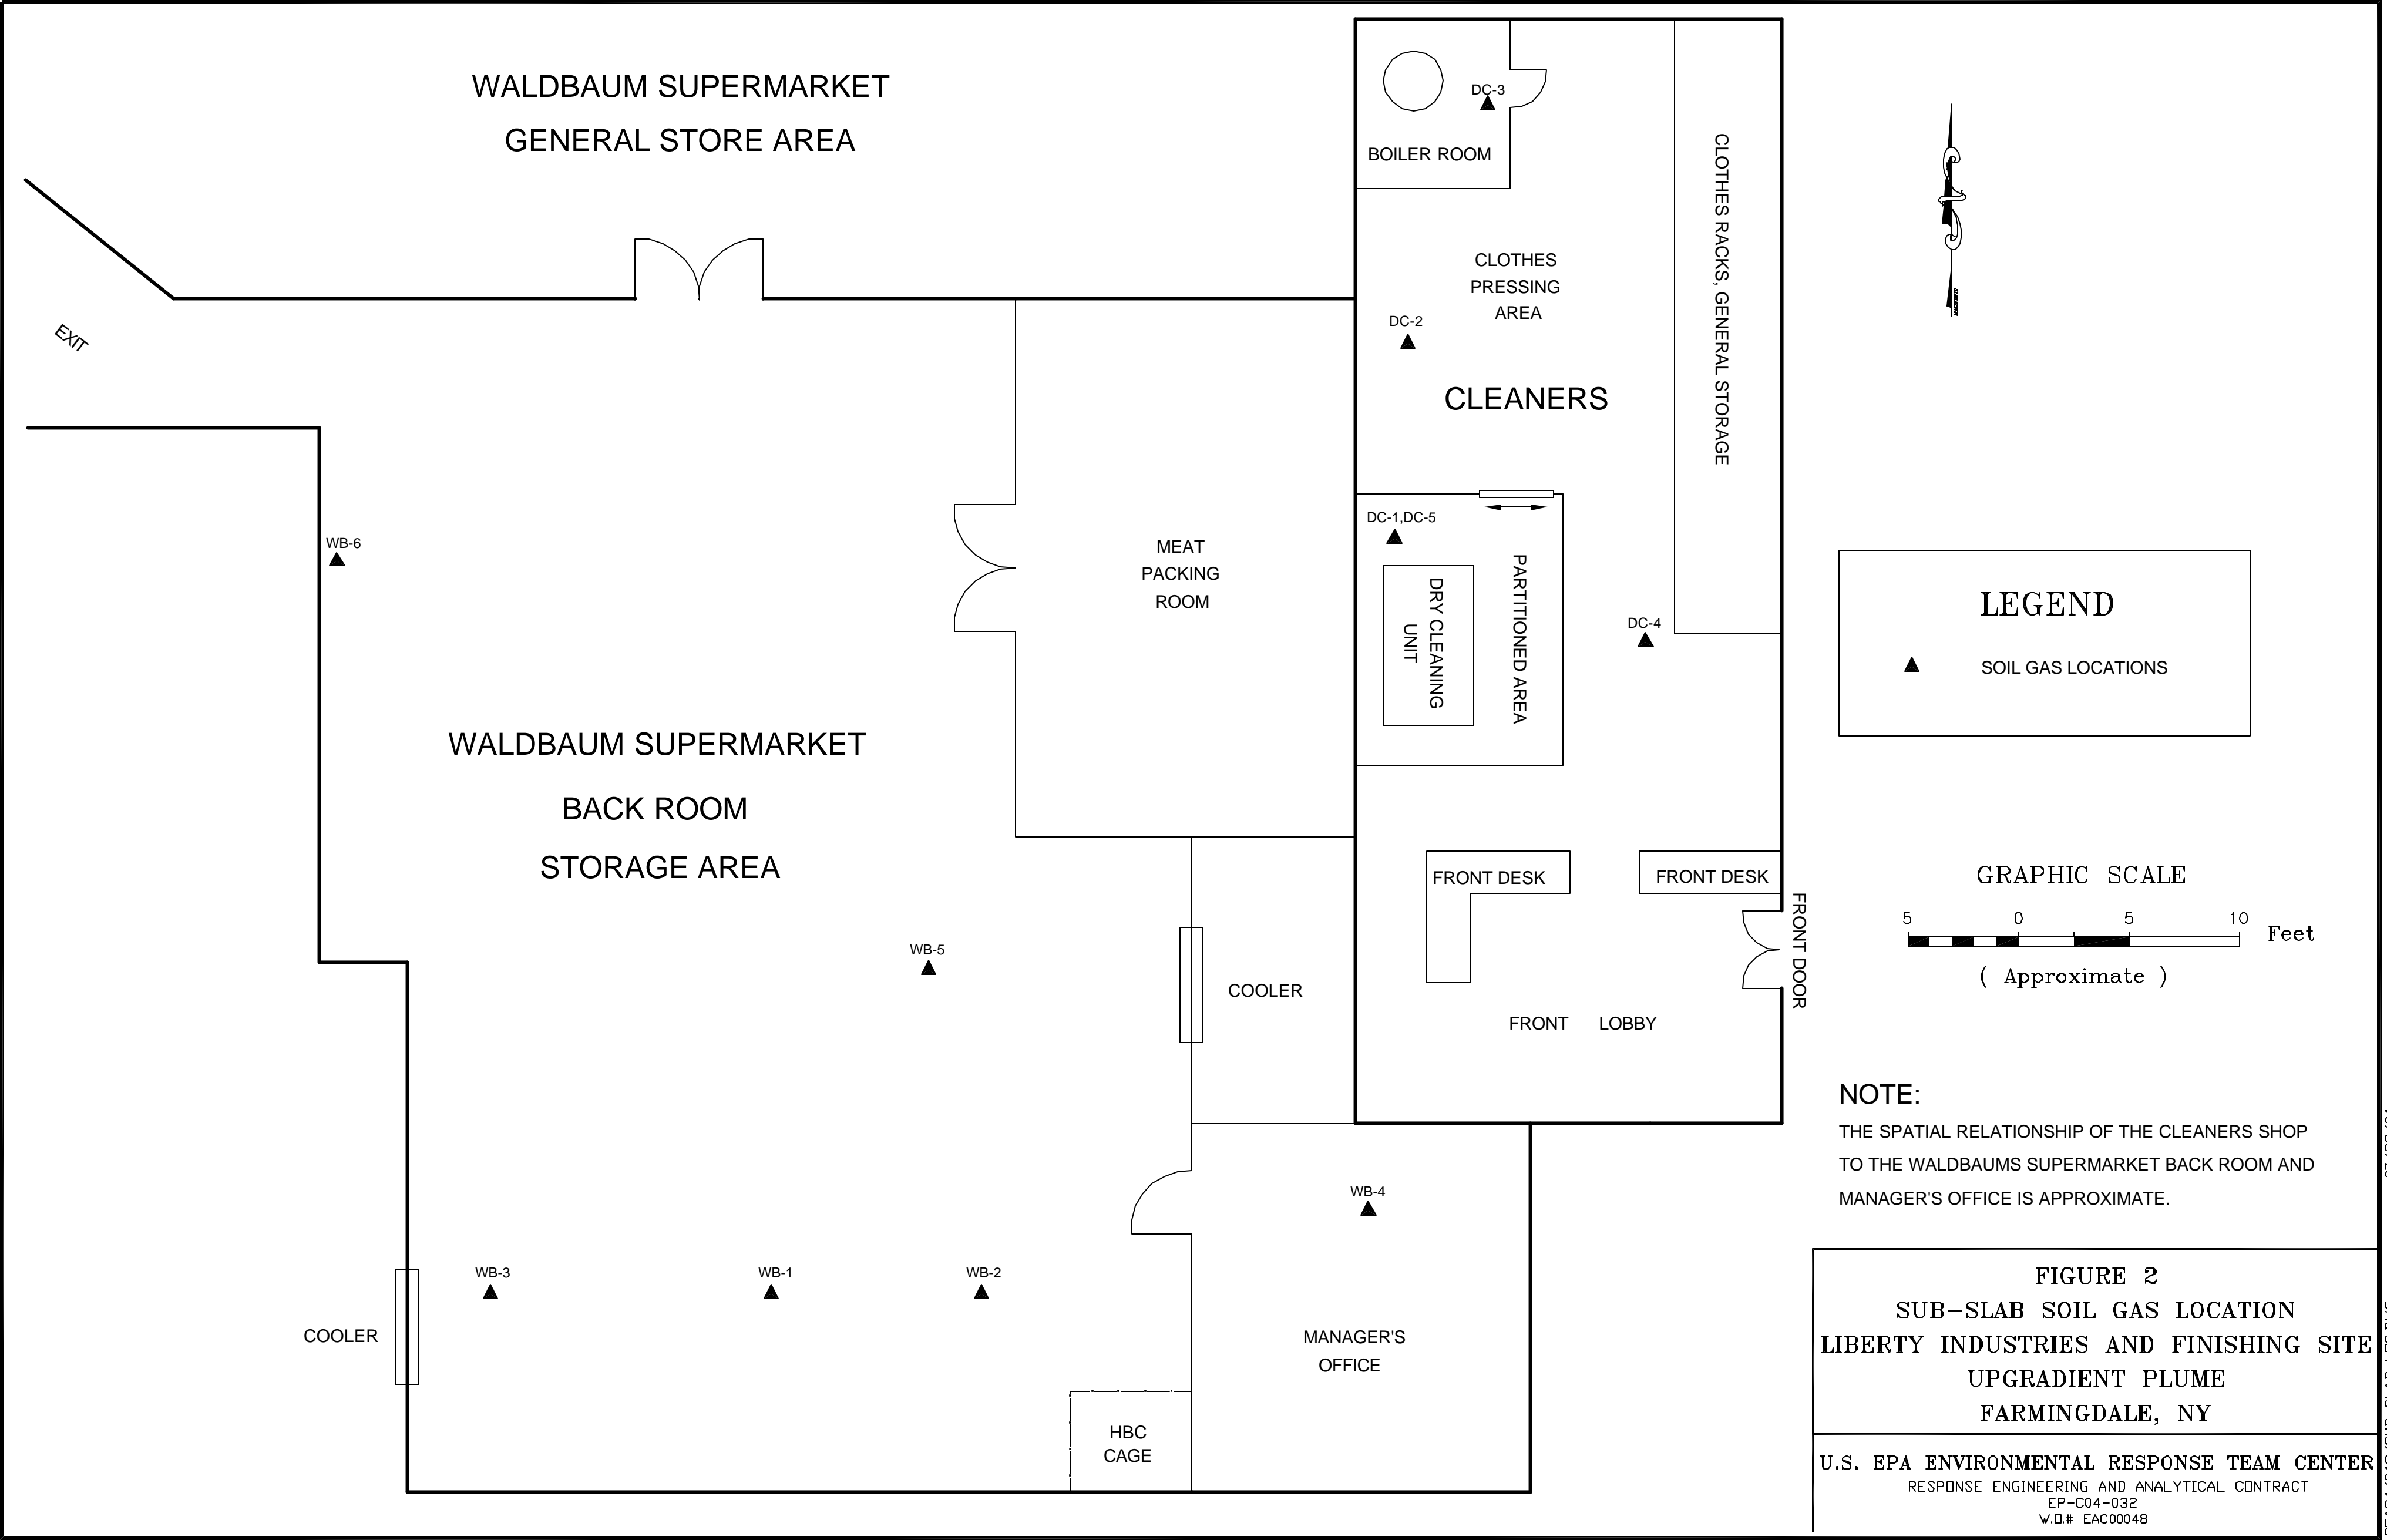 WALDBAUM SUPERMARKET
GENERAL STORE AREA
EXIT
DC-3
BOILER ROOM
CLOTHES RACKS, GENERAL STORAGE
CLOTHES
PRESSING
AREA
DC-2
CLEANERS
DC-1,DC-5
DRY CLEANING
UNIT
PARTITIONED AREA
DC-4
WB-6
MEAT
PACKING
ROOM
WALDBAUM SUPERMARKET
BACK ROOM
STORAGE AREA
FRONT DESK
FRONT DESK
FRONT DOOR
FRONT LOBBY
WB-5
COOLER
WB-4
WB-3
WB-1
WB-2
COOLER
MANAGER'S
OFFICE
HBC
CAGE
LEGEND
SOIL GAS LOCATIONS
GRAPHIC SCALE
5 0 5 10
Feet
( Approximate )
NOTE:
THE SPATIAL RELATIONSHIP OF THE CLEANERS SHOP
TO THE WALDBAUMS SUPERMARKET BACK ROOM AND
MANAGER'S OFFICE IS APPROXIMATE.
FIGURE 2
SUB-SLAB SOIL GAS LOCATION
LIBERTY INDUSTRIES AND FINISHING SITE
UPGRADIENT PLUME
FARMINGDALE, NY
U.S. EPA ENVIRONMENTAL RESPONSE TEAM CENTER
RESPONSE ENGINEERING AND ANALYTICAL CONTRACT
EP-C04-032
W.O.# EAC00048